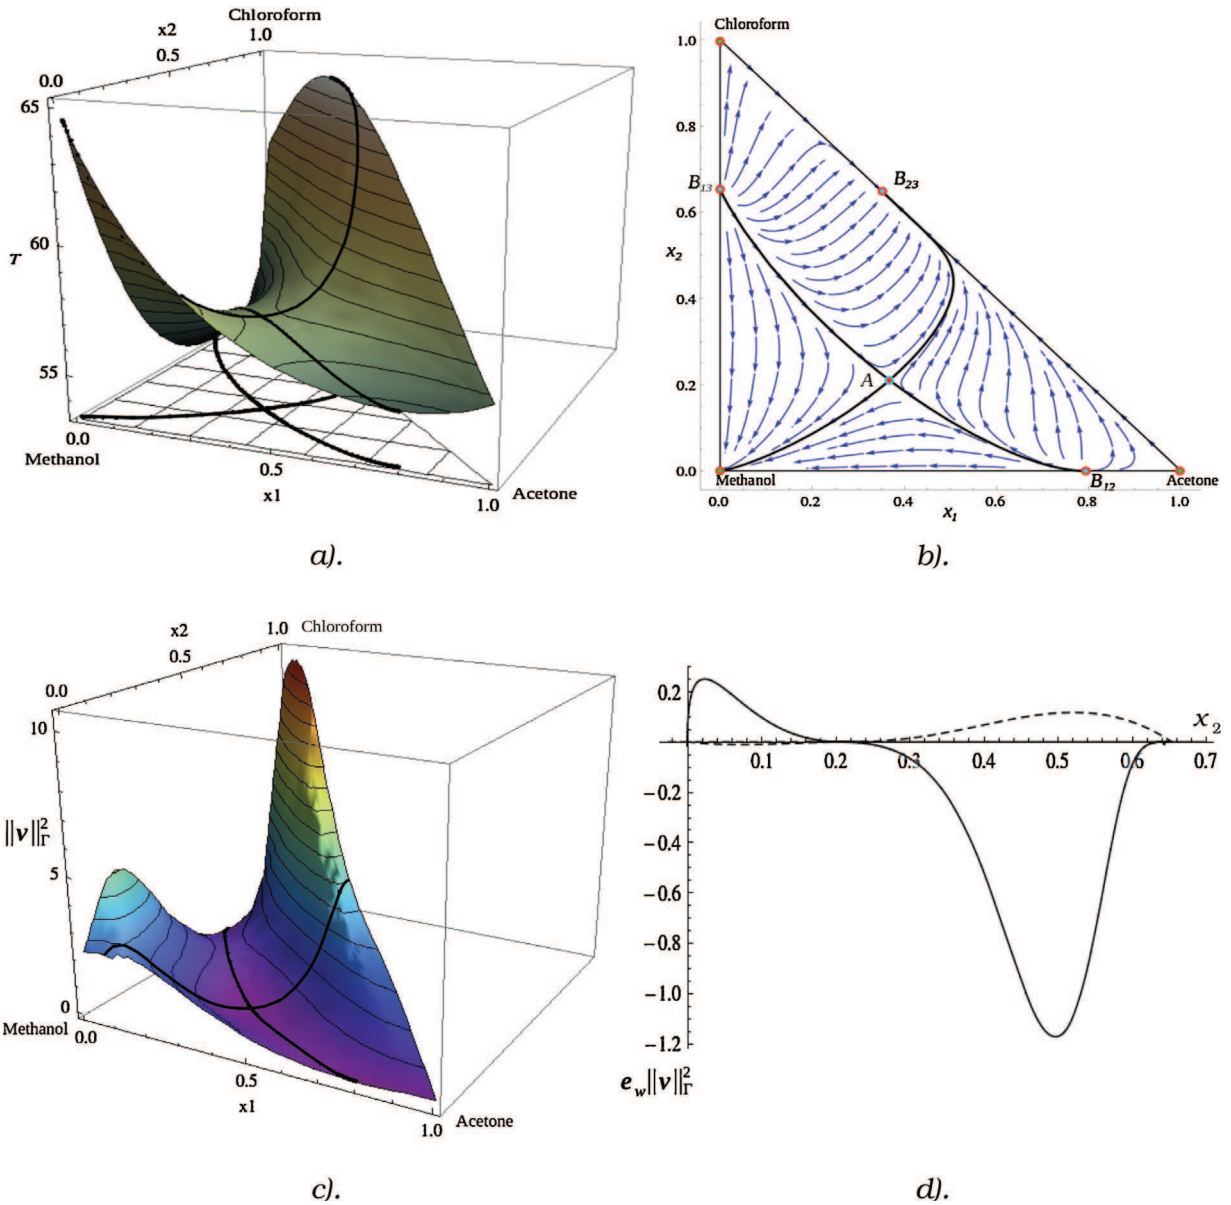 Chloroform
x2
1.0
0.5
0.0
65
60
T
55
0.0
Methanol
0.5
x1
1.0
Acetone
a).
Chloroform
1.0
0.8
B13
B23
0.6
x2
0.4
A
0.2
0.0
Methanol
B12
Acetone
0.0
0.2
0.4
0.6
0.8
1.0
x1
b).
x2
1.0
Chloroform
0.5
0.0
10
||v||²Γ
5
0
Methanol
0.0
0.5
x1
1.0
Acetone
c).
0.2
x2
0.1
0.2
0.3
0.4
0.5
0.6
0.7
−0.2
−0.4
−0.6
−0.8
−1.0
−1.2
ew||v||²Γ
d).